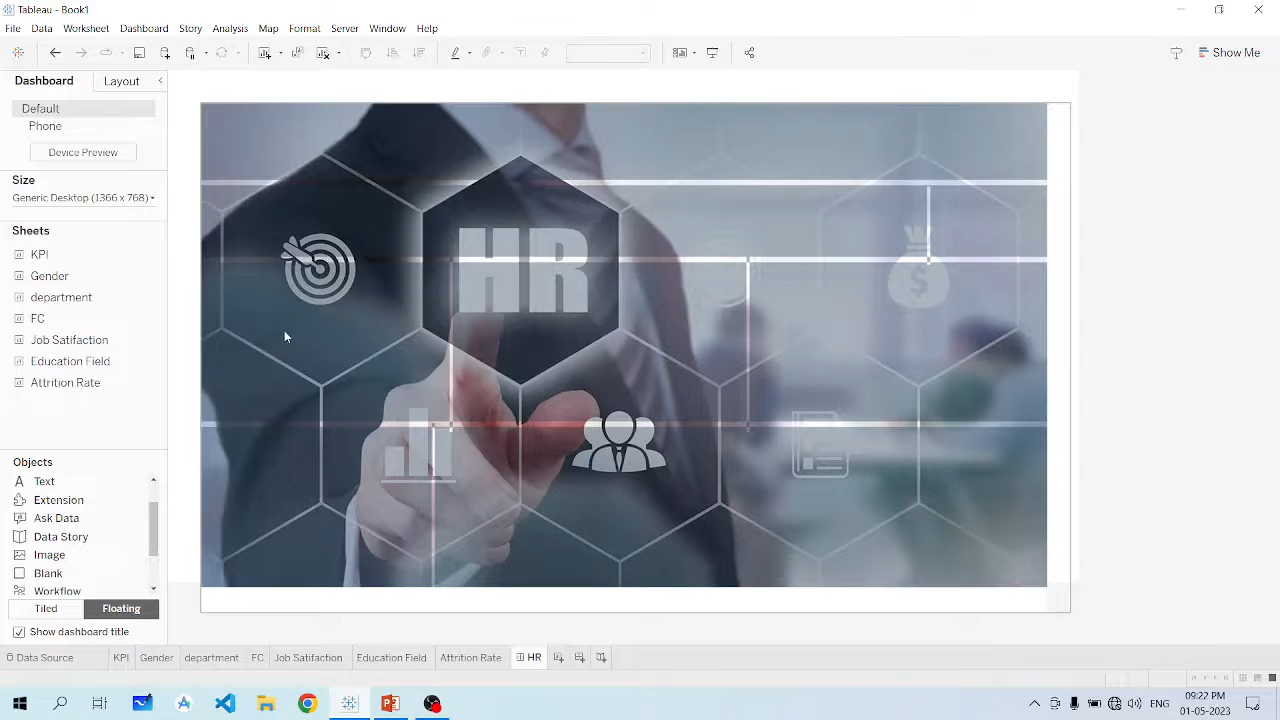 Tableau - Book1
File Data Worksheet Dashboard Story Analysis Map Format Server Window Help
Show Me
Dashboard Layout
Default
Phone
Device Preview
Size
Generic Desktop (1366 x 768)
Sheets
KPI
Gender
department
FC
Job Satifaction
Education Field
Attrition Rate
HR
$
Objects
Text
Extension
Ask Data
Data Story
Image
Blank
Workflow
Tiled Floating
Show dashboard title
Data Source KPI Gender department FC Job Satifaction Education Field Attrition Rate HR
ENG
09:22 PM
01-05-2023